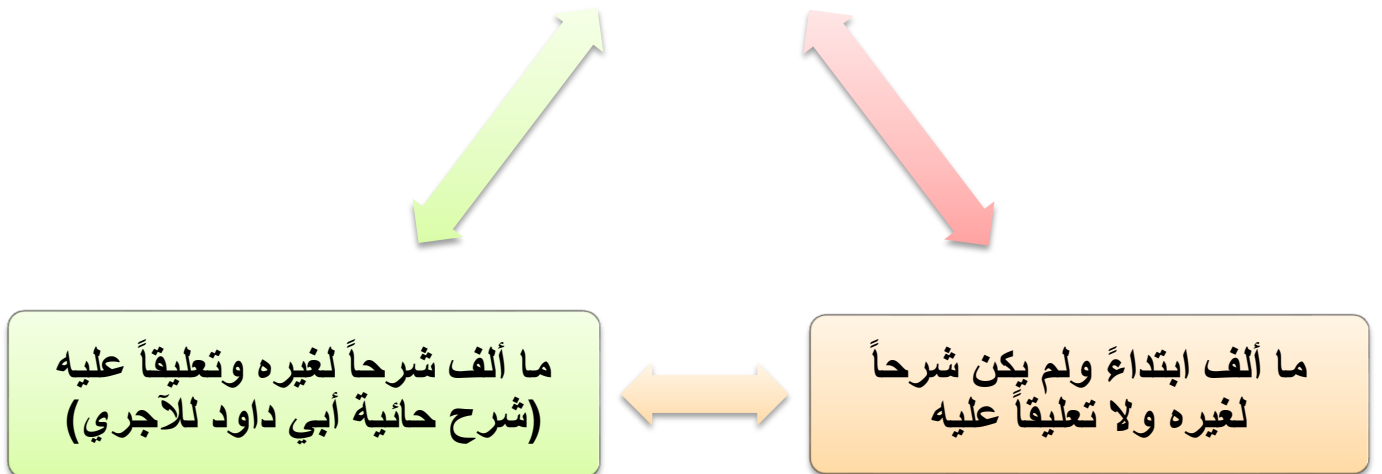 ما ألف ابتداءً ولم يكن شرحاً
لغيره ولا تعليقاً عليه
ما ألف شرحاً لغيره وتعليقاً عليه
(شرح حائية أبي داود للآجري)